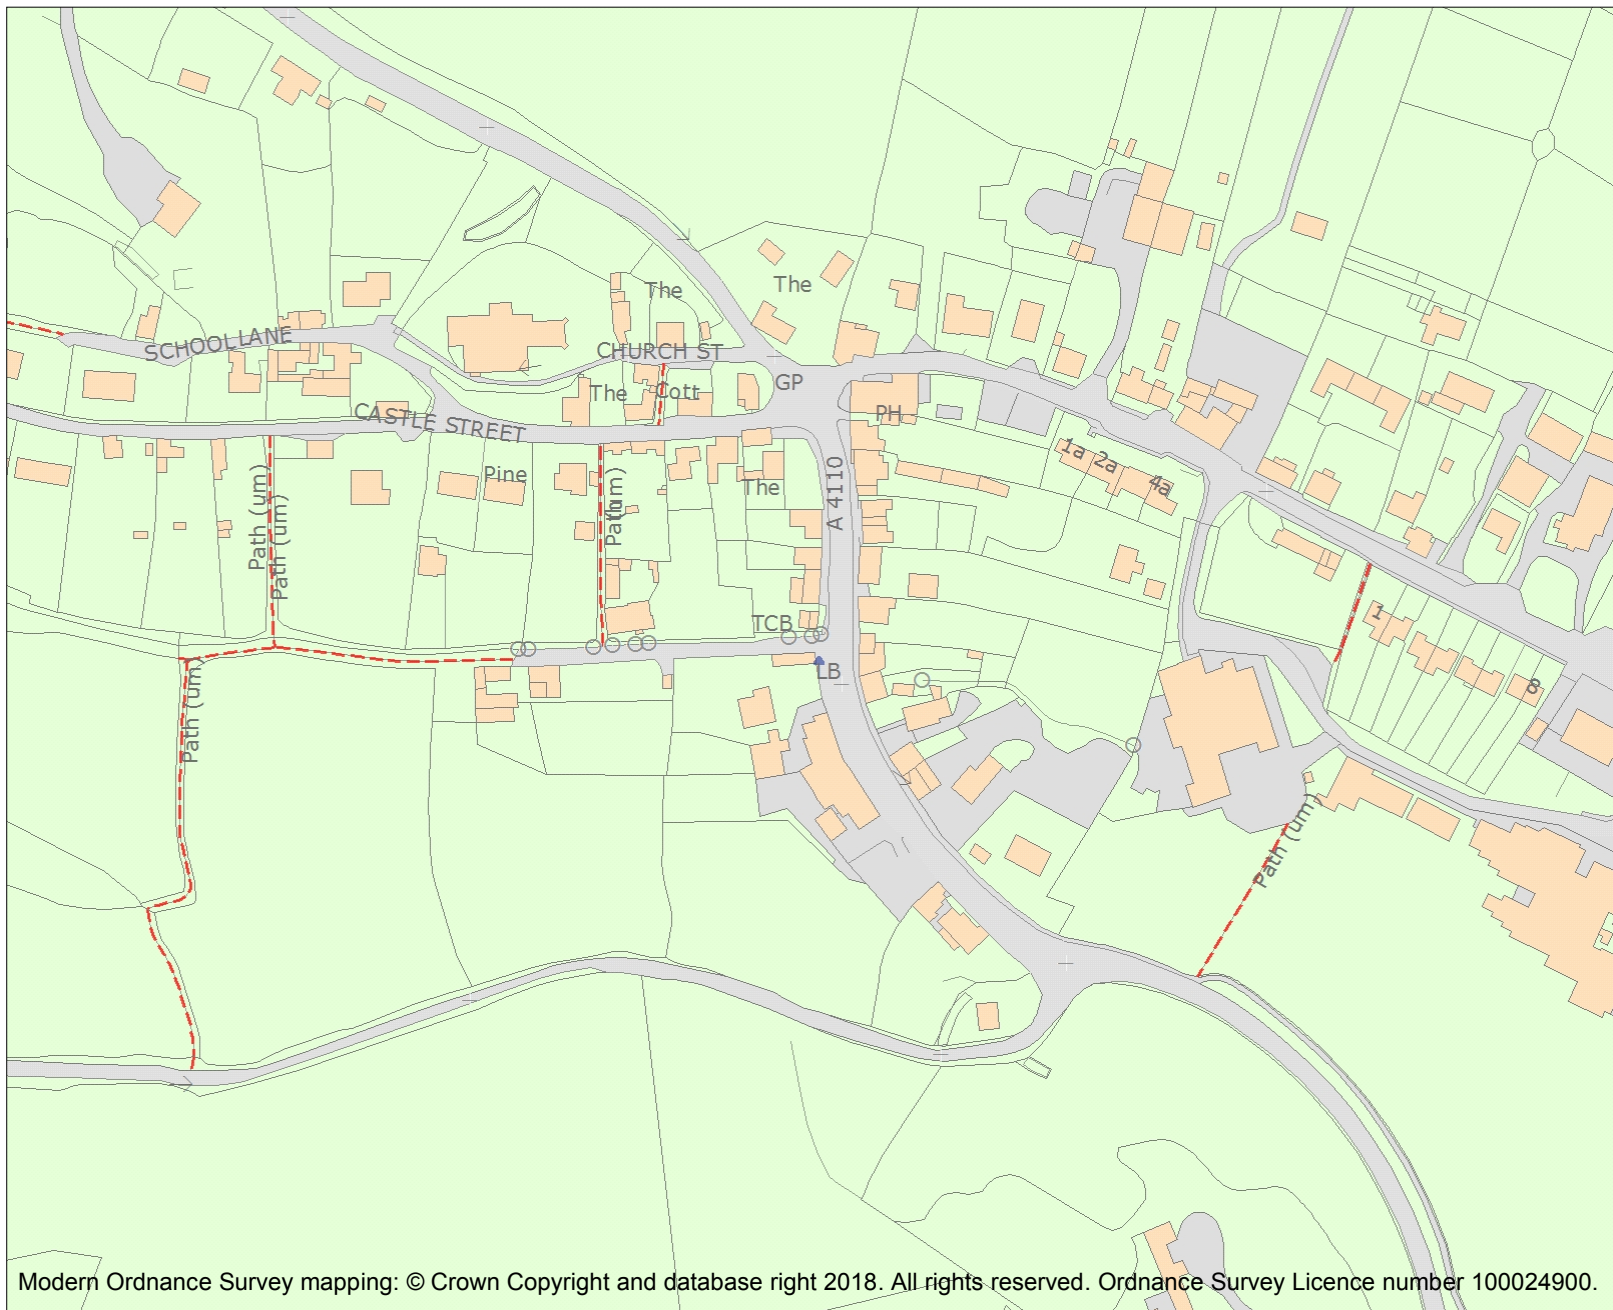 The
The
SCHOOL LANE
CHURCH ST
The
Cott
GP
CASTLE STREET
PH
Path (um)
Path (um)
Pine
Path (um)
The
A 4110
1a
2a
4a
TCB
LB
1
8
Path (um)
Path (um)
Modern Ordnance Survey mapping: © Crown Copyright and database right 2018. All rights reserved. Ordnance Survey Licence number 100024900.